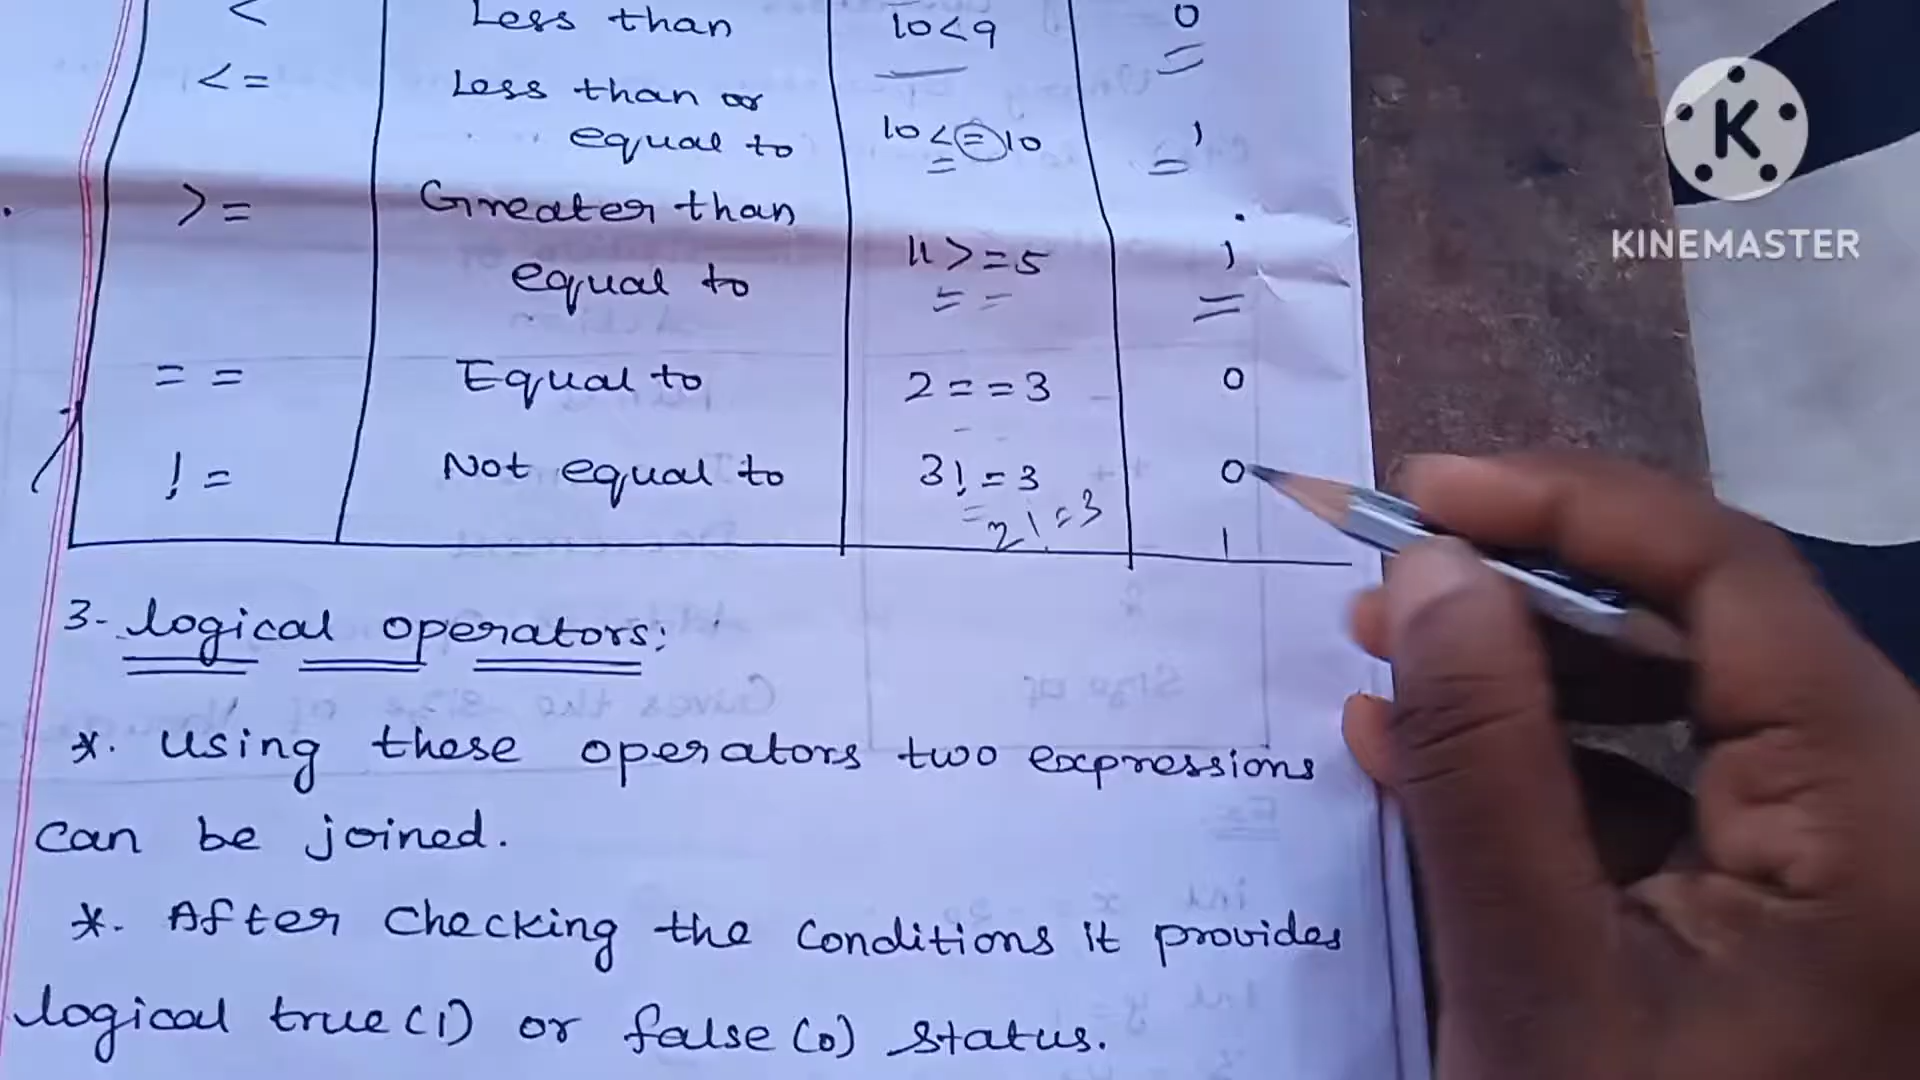 < Less than 10<9 0
<= Less than or
equal to 10<=10 1
>= Greater than
equal to 11>=5 1
== Equal to 2==3 0
!= Not equal to 3!=3 0
2!=3 1
3- logical operators:
*. using these operators two expressions
can be joined.
*. After checking the conditions it provides
logical true(1) or false(0) status.
K
KINEMASTER